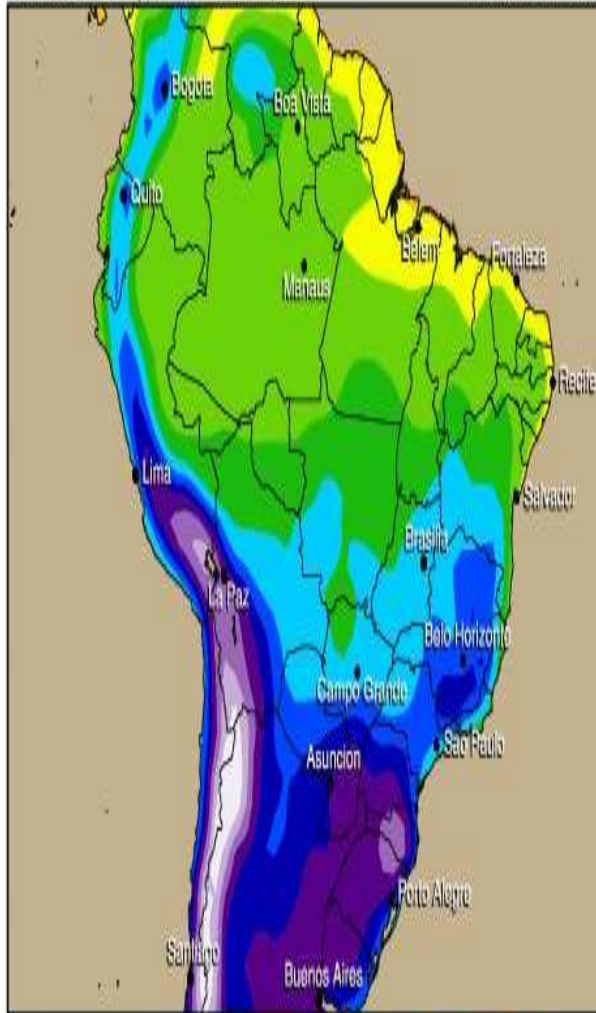 Bogota
Boa Vista
Quito
Belem
Fortaleza
Manaus
Recife
Lima
Salvador
Brasilia
La Paz
Belo Horizonte
Campo Grande
Sao Paulo
Asuncion
Porto Alegre
Santiago
Buenos Aires